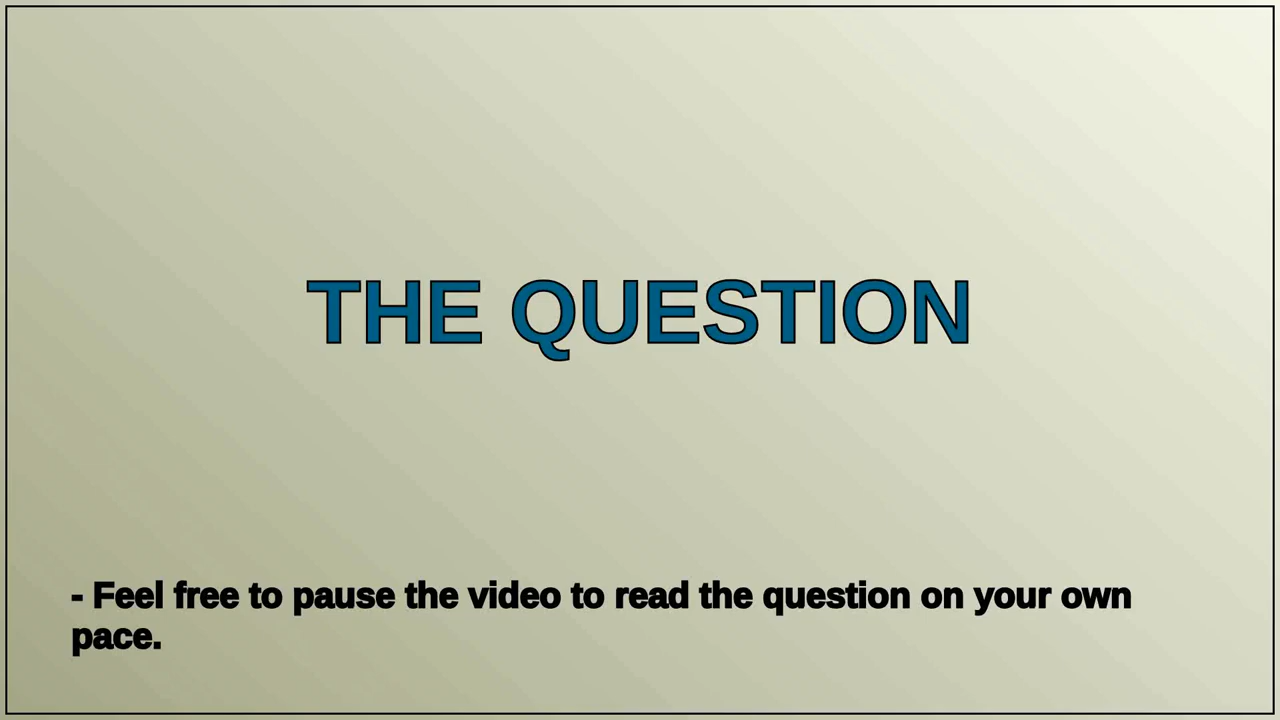 THE QUESTION
- Feel free to pause the video to read the question on your own
pace.